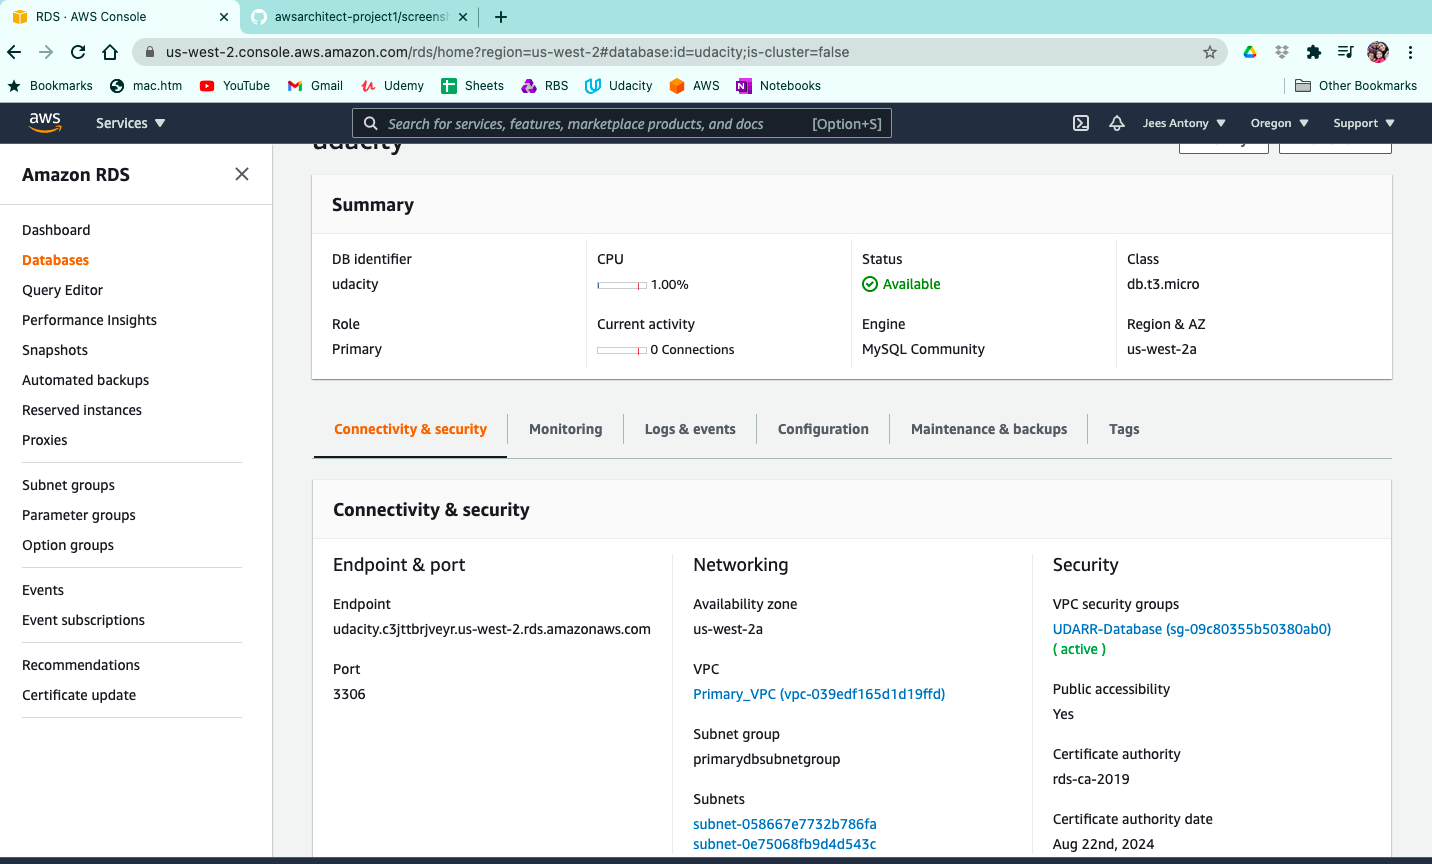 RDS · AWS Console
awsarchitect-project1/screensh
us-west-2.console.aws.amazon.com/rds/home?region=us-west-2#database:id=udacity;is-cluster=false
Bookmarks
mac.htm
YouTube
Gmail
Udemy
Sheets
RBS
Udacity
AWS
Notebooks
Other Bookmarks
aws
Services
Search for services, features, marketplace products, and docs
[Option+S]
Jees Antony
Oregon
Support
Amazon RDS
Dashboard
Databases
Query Editor
Performance Insights
Snapshots
Automated backups
Reserved instances
Proxies
Subnet groups
Parameter groups
Option groups
Events
Event subscriptions
Recommendations
Certificate update
udacity
Summary
DB identifier
udacity
CPU
1.00%
Status
Available
Class
db.t3.micro
Role
Primary
Current activity
0 Connections
Engine
MySQL Community
Region & AZ
us-west-2a
Connectivity & security
Monitoring
Logs & events
Configuration
Maintenance & backups
Tags
Connectivity & security
Endpoint & port
Endpoint
udacity.c3jttbrjveyr.us-west-2.rds.amazonaws.com
Port
3306
Networking
Availability zone
us-west-2a
VPC
Primary_VPC (vpc-039edf165d1d19ffd)
Subnet group
primarydbsubnetgroup
Subnets
subnet-058667e7732b786fa
subnet-0e75068fb9d4d543c
Security
VPC security groups
UDARR-Database (sg-09c80355b50380ab0)
( active )
Public accessibility
Yes
Certificate authority
rds-ca-2019
Certificate authority date
Aug 22nd, 2024